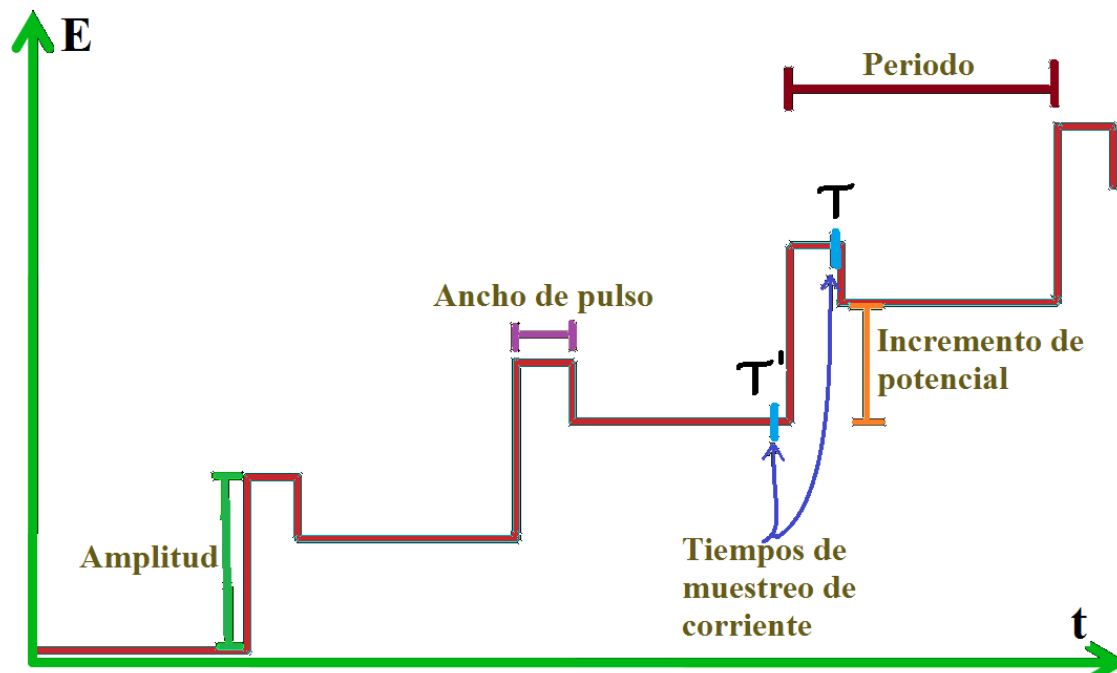 E
Periodo
τ
Ancho de pulso
τ'
Incremento de
potencial
Amplitud
Tiempos de
muestreo de
corriente
t